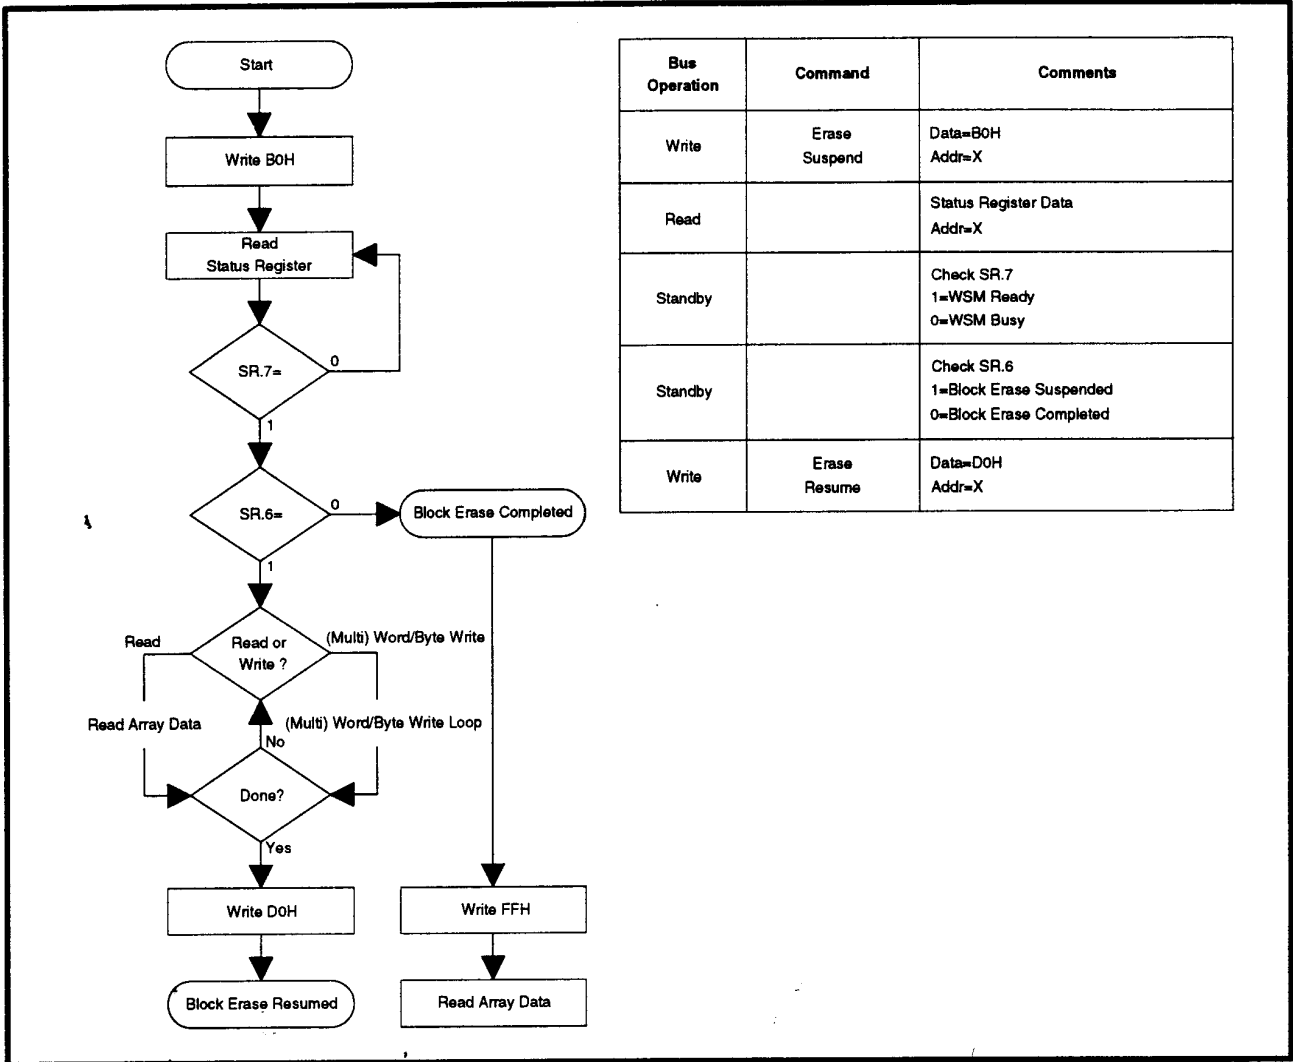 Start
Write B0H
Read
Status Register
SR.7=
0
1
SR.6=
0
1
Block Erase Completed
Read or
Write ?
Read
(Multi) Word/Byte Write
Read Array Data
(Multi) Word/Byte Write Loop
No
Done?
Yes
Write D0H
Write FFH
Block Erase Resumed
Read Array Data
Bus
Operation
Command
Comments
Write
Erase
Suspend
Data=B0H
Addr=X
Read
Status Register Data
Addr=X
Standby
Check SR.7
1=WSM Ready
0=WSM Busy
Standby
Check SR.6
1=Block Erase Suspended
0=Block Erase Completed
Write
Erase
Resume
Data=D0H
Addr=X